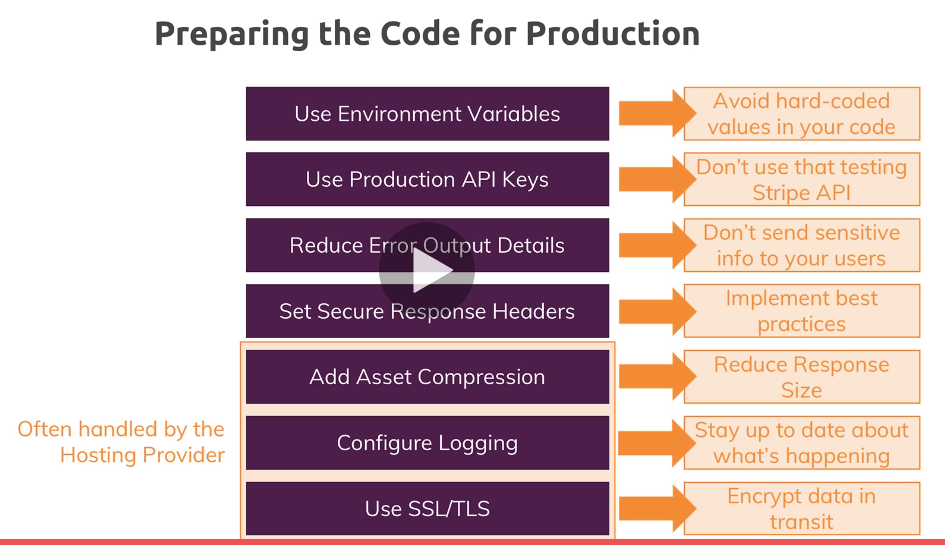 Preparing the Code for Production
Use Environment Variables
Avoid hard-coded
values in your code
Use Production API Keys
Don't use that testing
Stripe API
Reduce Error Output Details
Don't send sensitive
info to your users
Set Secure Response Headers
Implement best
practices
Add Asset Compression
Reduce Response
Size
Often handled by the
Hosting Provider
Configure Logging
Stay up to date about
what's happening
Use SSL/TLS
Encrypt data in
transit